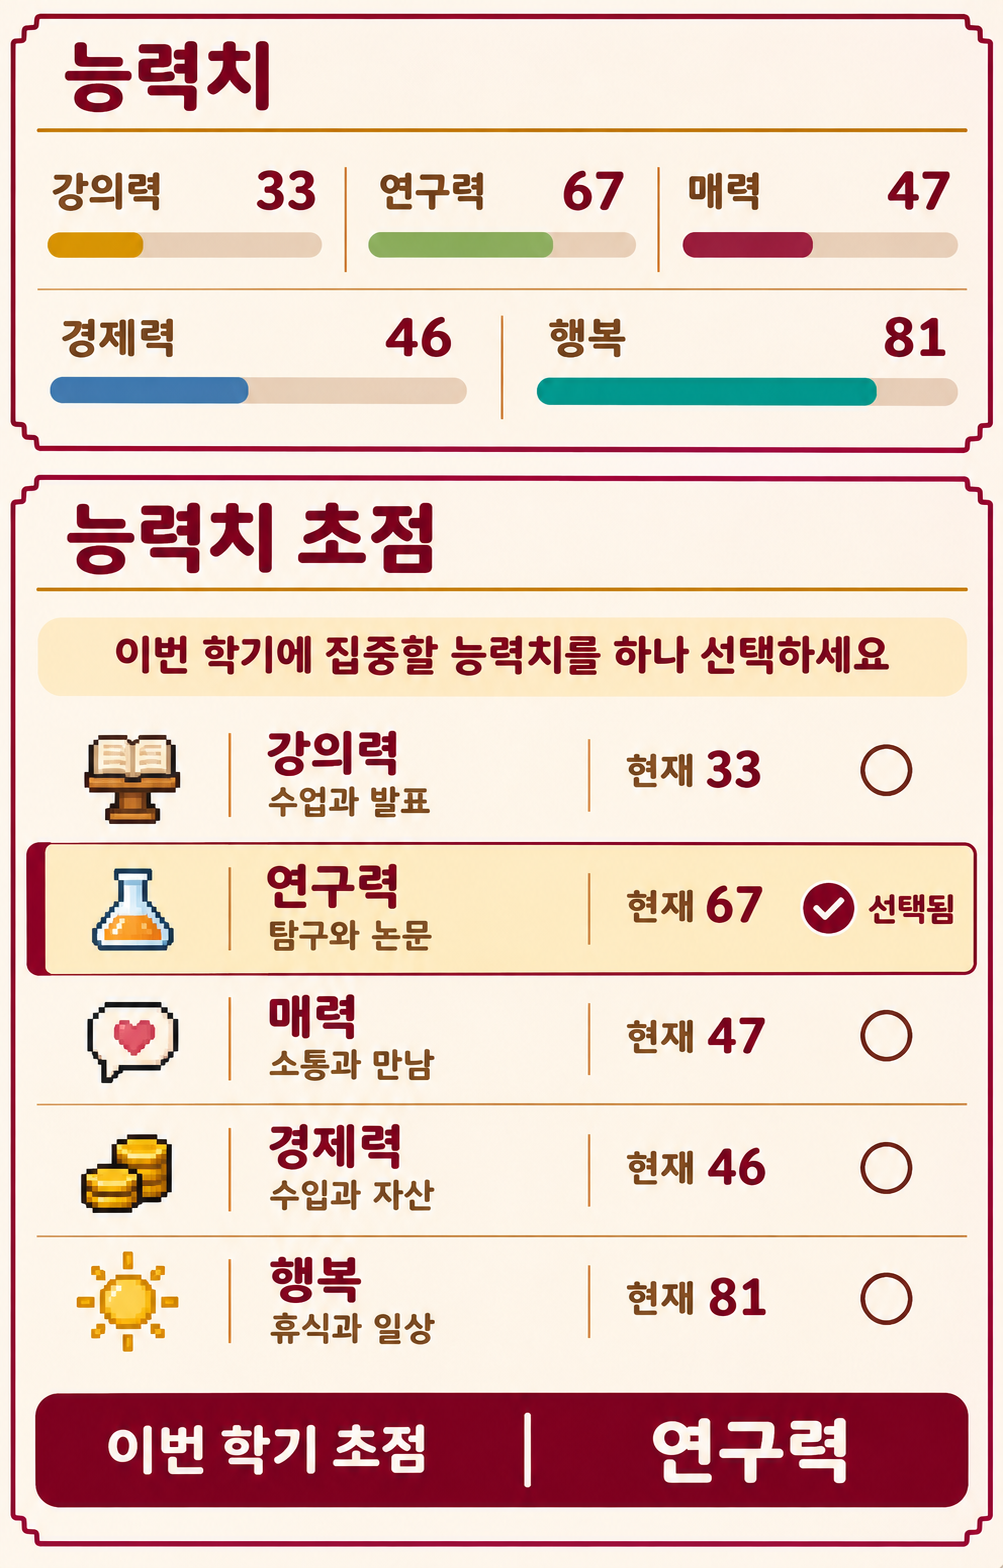 능력치
강의력 33
연구력 67
매력 47
경제력 46
행복 81
능력치 초점
이번 학기에 집중할 능력치를 하나 선택하세요
강의력
수업과 발표
현재 33
연구력
탐구와 논문
현재 67
선택됨
매력
소통과 만남
현재 47
경제력
수입과 자산
현재 46
행복
휴식과 일상
현재 81
이번 학기 초점
연구력